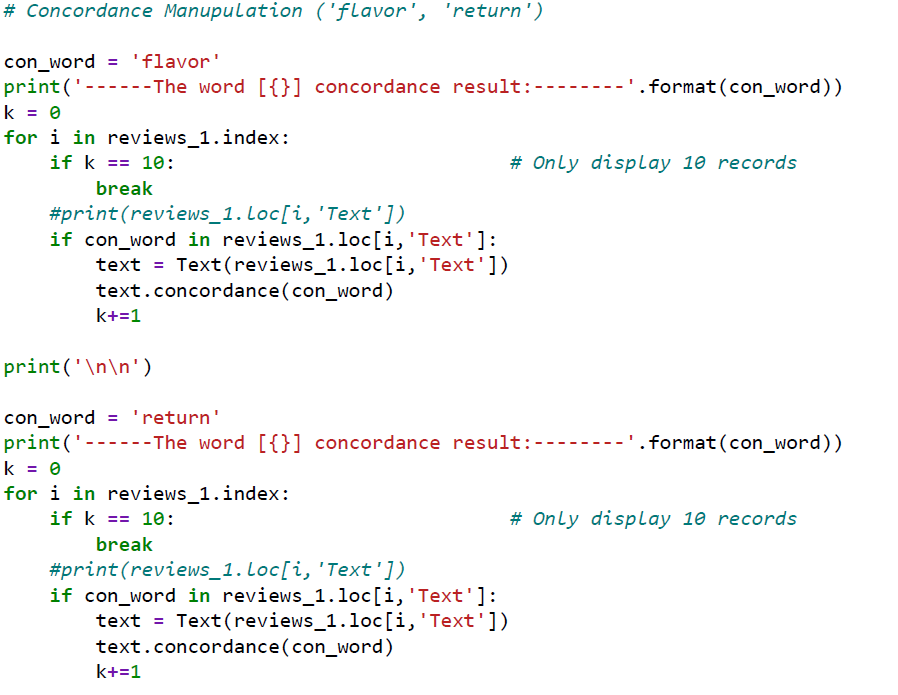 # Concordance Manupulation ('flavor', 'return')
con_word = 'flavor'
print('------The word [{}] concordance result:--------'.format(con_word))
k = 0
for i in reviews_1.index:
    if k == 10:                             # Only display 10 records
        break
    #print(reviews_1.loc[i,'Text'])
    if con_word in reviews_1.loc[i,'Text']:
        text = Text(reviews_1.loc[i,'Text'])
        text.concordance(con_word)
        k+=1
print('\n\n')
con_word = 'return'
print('------The word [{}] concordance result:--------'.format(con_word))
k = 0
for i in reviews_1.index:
    if k == 10:                             # Only display 10 records
        break
    #print(reviews_1.loc[i,'Text'])
    if con_word in reviews_1.loc[i,'Text']:
        text = Text(reviews_1.loc[i,'Text'])
        text.concordance(con_word)
        k+=1